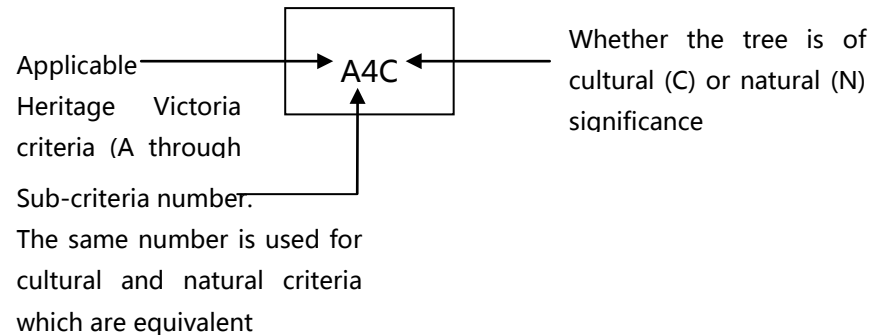 Applicable
Heritage Victoria
criteria (A through
A4C
Whether the tree is of
cultural (C) or natural (N)
significance
Sub-criteria number.
The same number is used for
cultural and natural criteria
which are equivalent